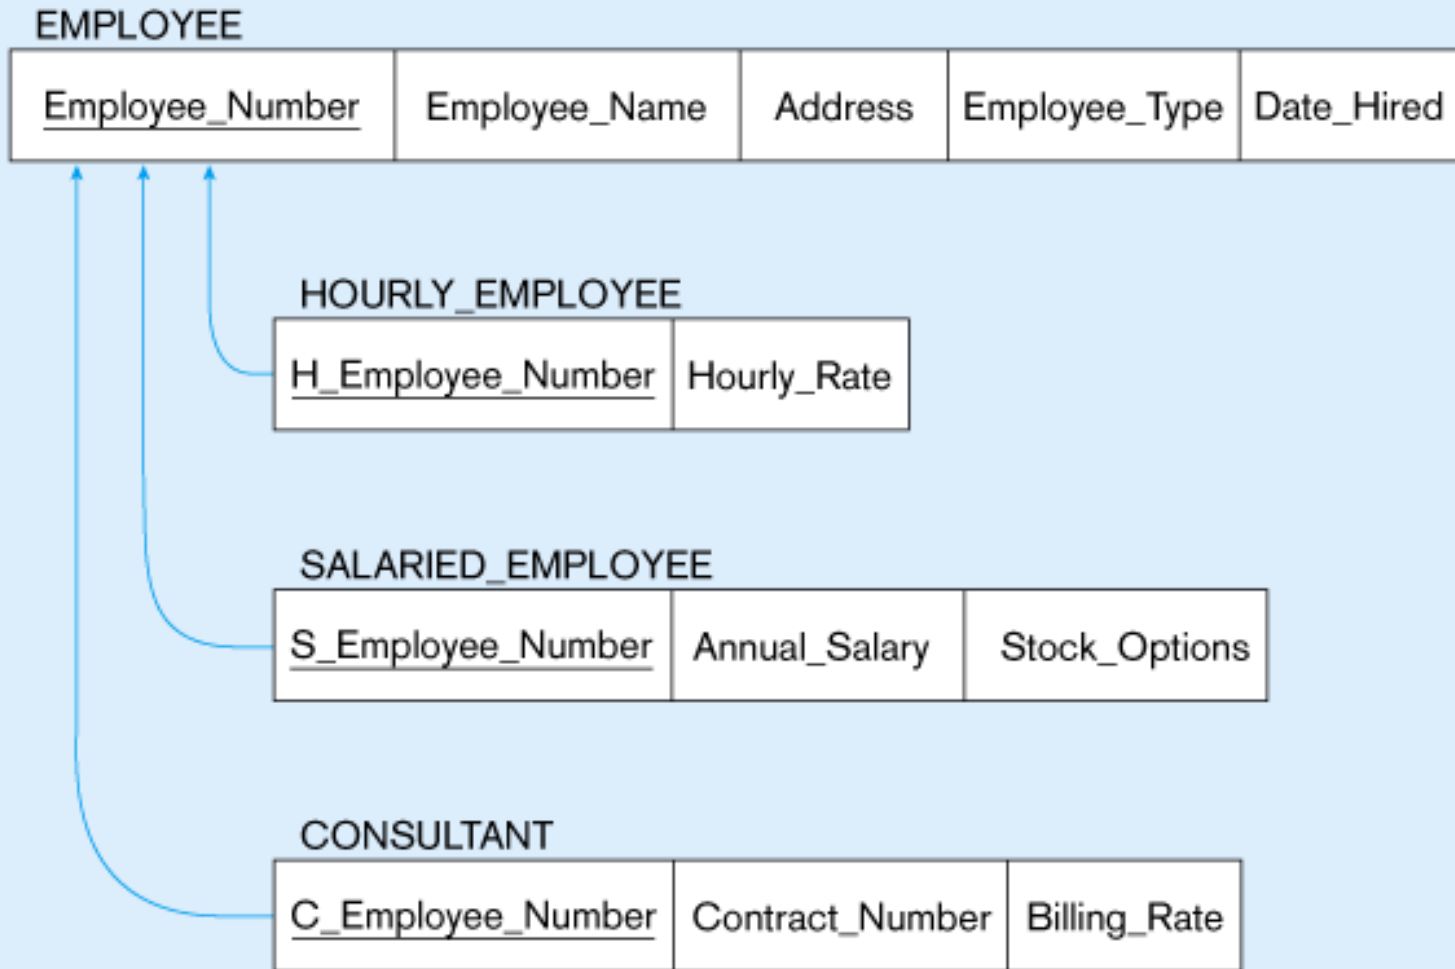 EMPLOYEE
Employee_Number Employee_Name Address Employee_Type Date_Hired
HOURLY_EMPLOYEE
H_Employee_Number Hourly_Rate
SALARIED_EMPLOYEE
S_Employee_Number Annual_Salary Stock_Options
CONSULTANT
C_Employee_Number Contract_Number Billing_Rate